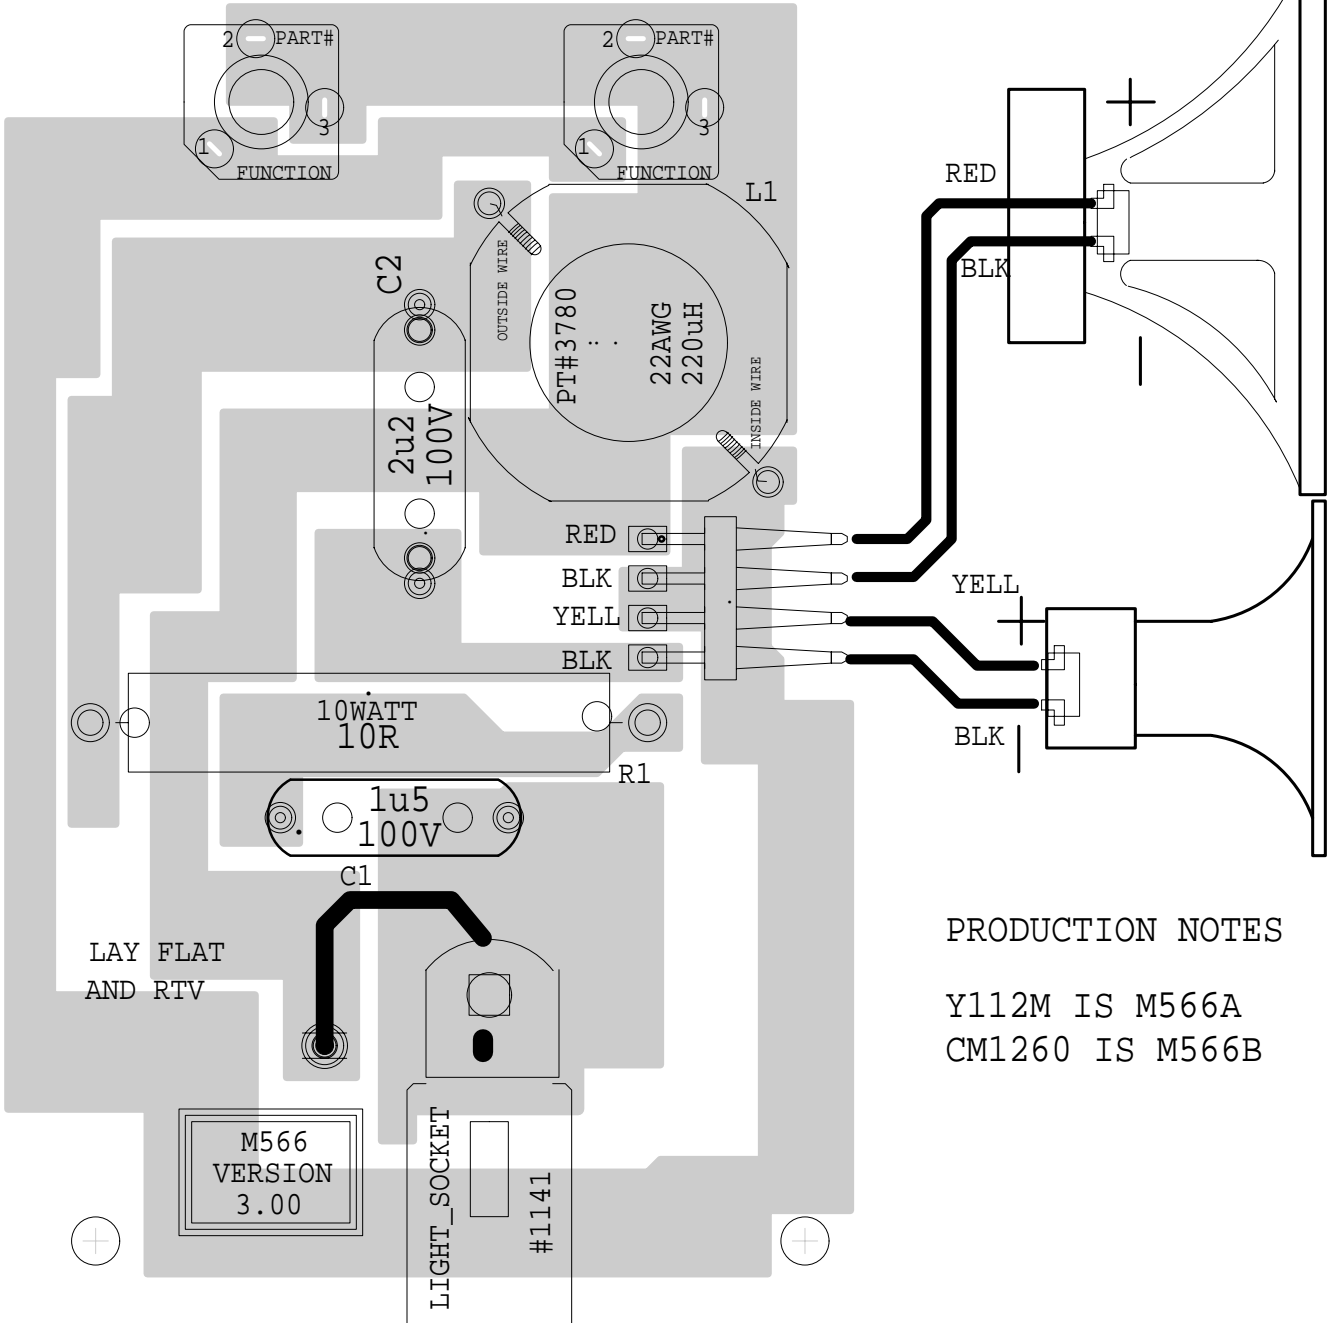 2 PART#
1
3
FUNCTION
2 PART#
1
3
FUNCTION
L1
C2
OUTSIDE WIRE
PT#3780
22AWG
220uH
INSIDE WIRE
2u2
100V
RED
BLK
YELL
BLK
RED
BLK
YELL
BLK
+
−
+
−
10WATT
10R
R1
1u5
100V
C1
LAY FLAT
AND RTV
M566
VERSION
3.00
LIGHT_SOCKET
#1141
PRODUCTION NOTES
Y112M IS M566A
CM1260 IS M566B